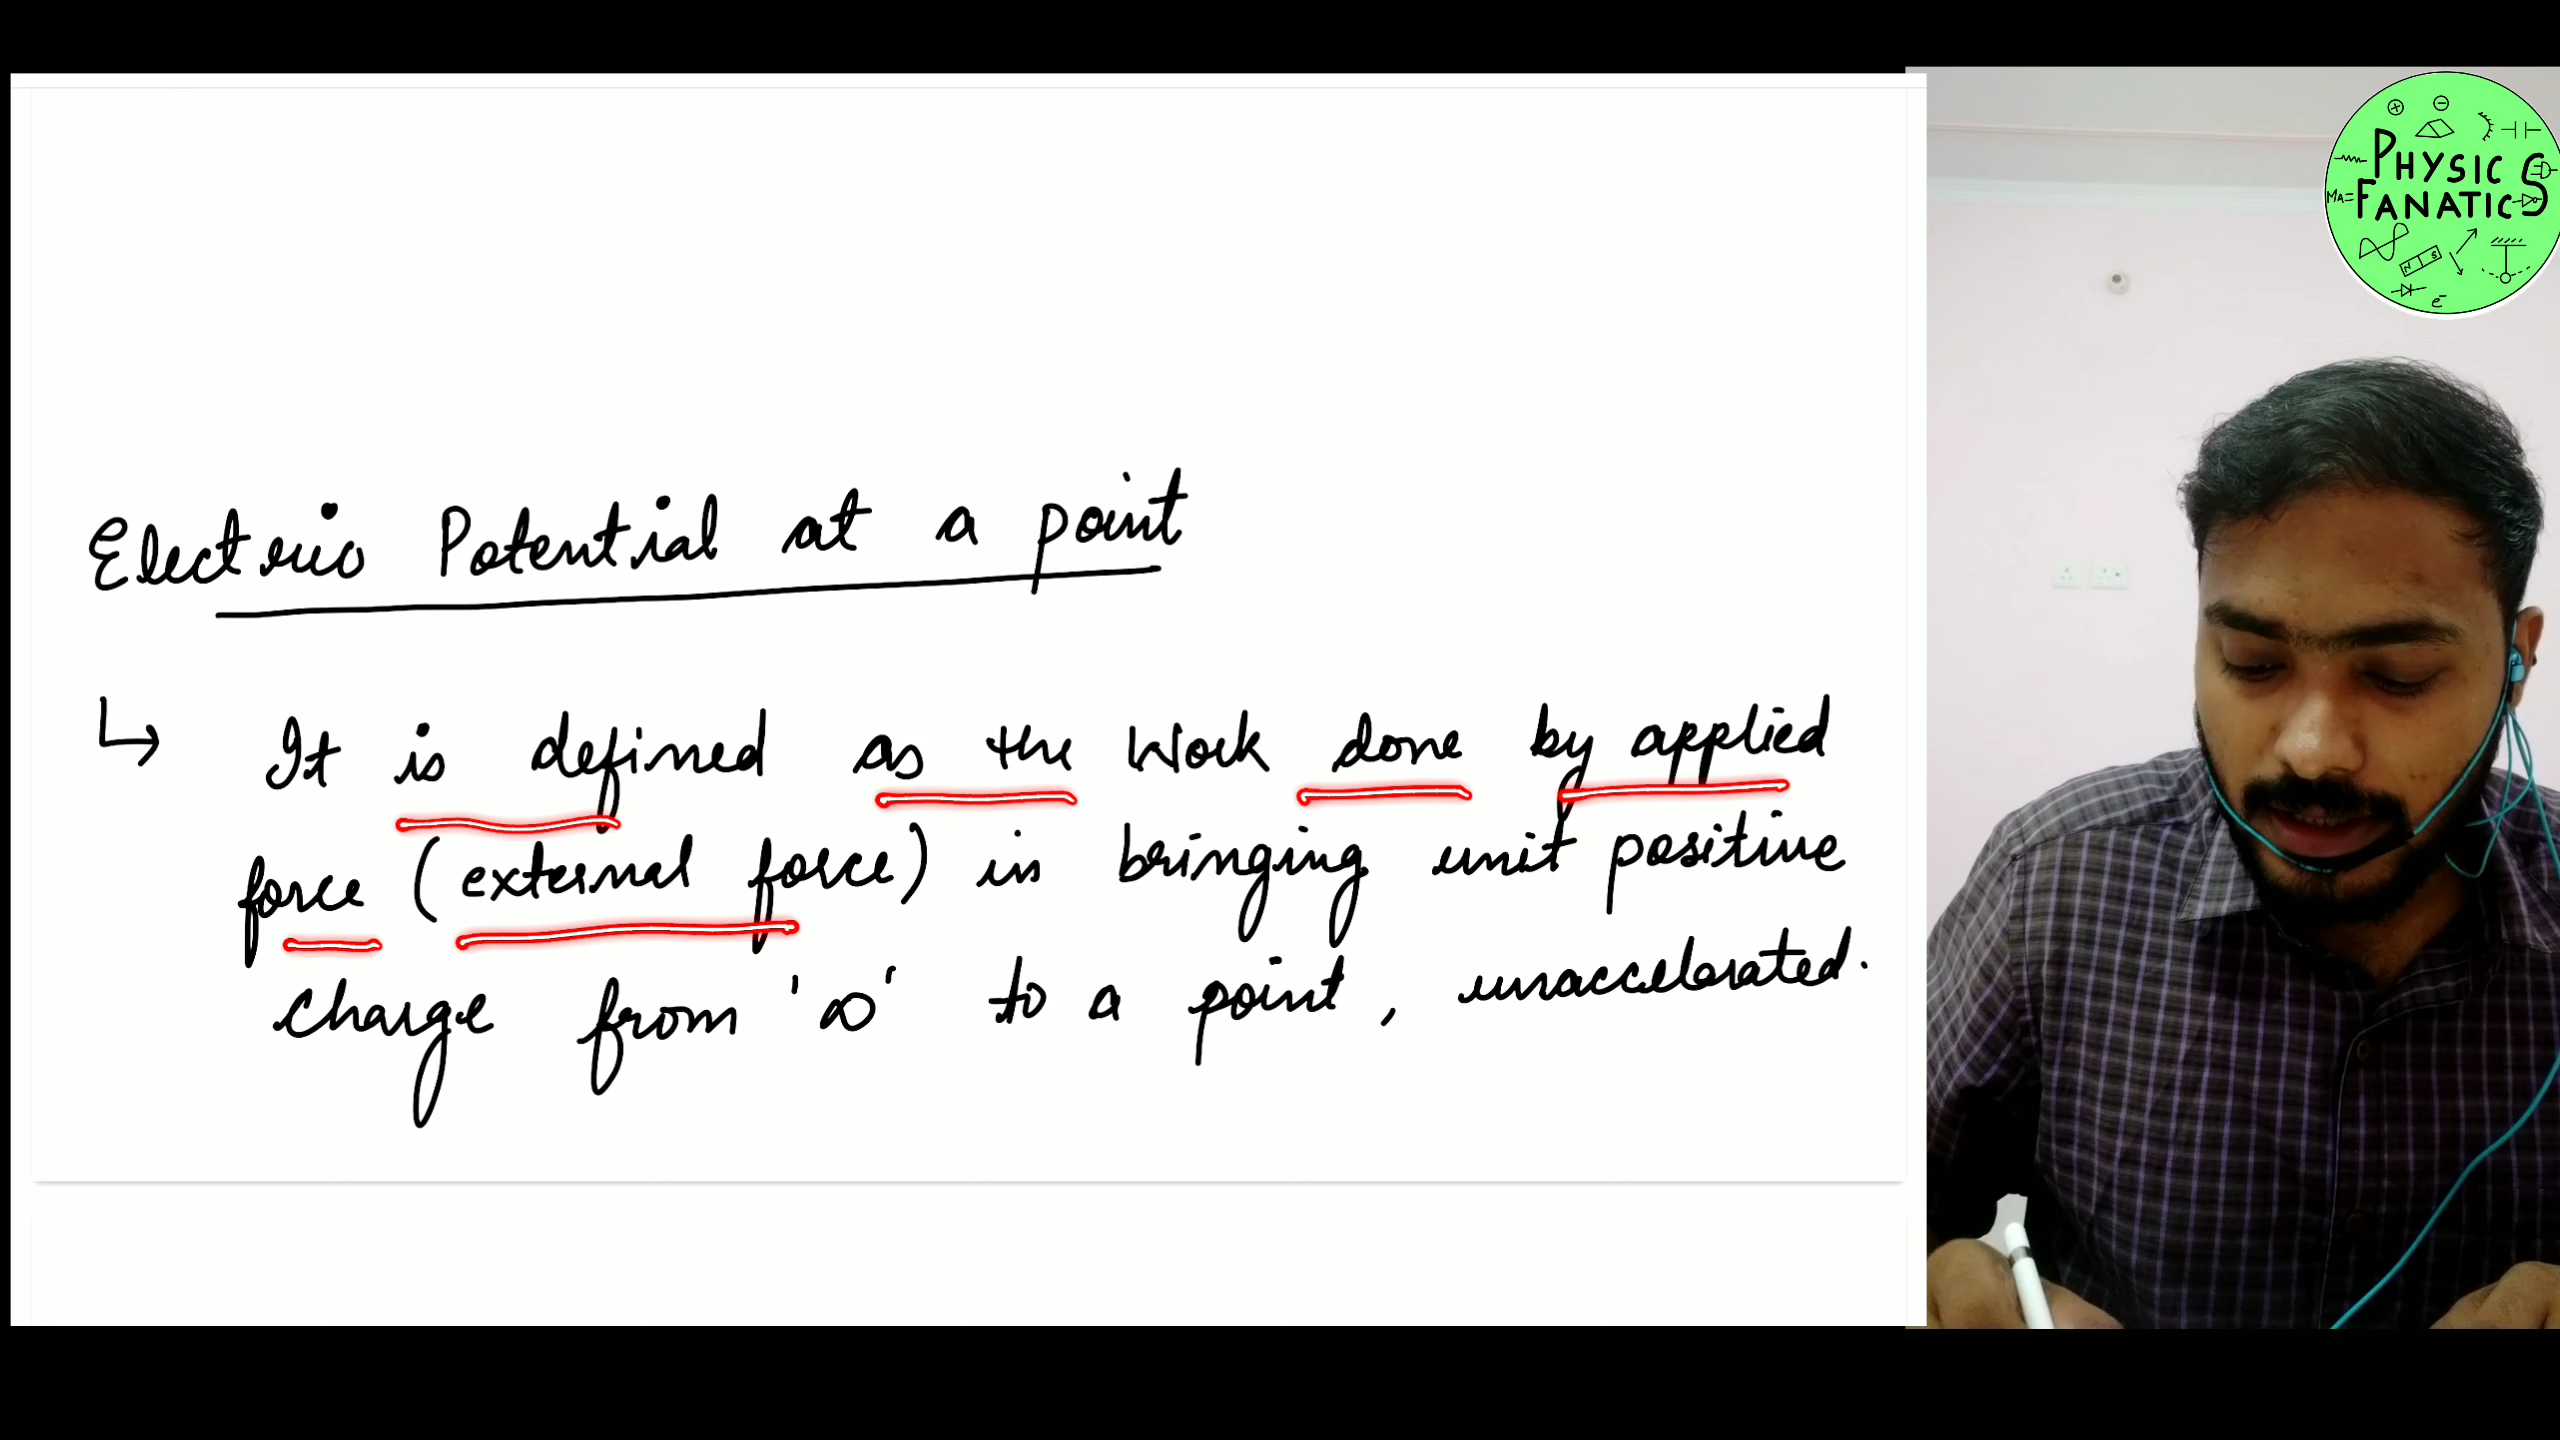 PHYSICS
MA= FANATICS
N S
e⁻
Electric Potential at a point
↳ It is defined as the Work done by applied
force (external force) in bringing unit positive
charge from '∞' to a point, unaccelerated.